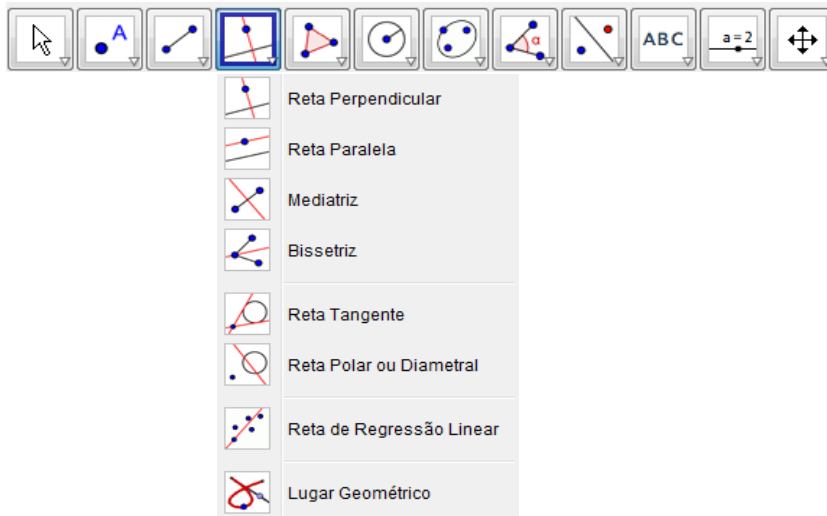 A α ABC a=2
Reta Perpendicular
Reta Paralela
Mediatriz
Bissetriz
Reta Tangente
Reta Polar ou Diametral
Reta de Regressão Linear
Lugar Geométrico